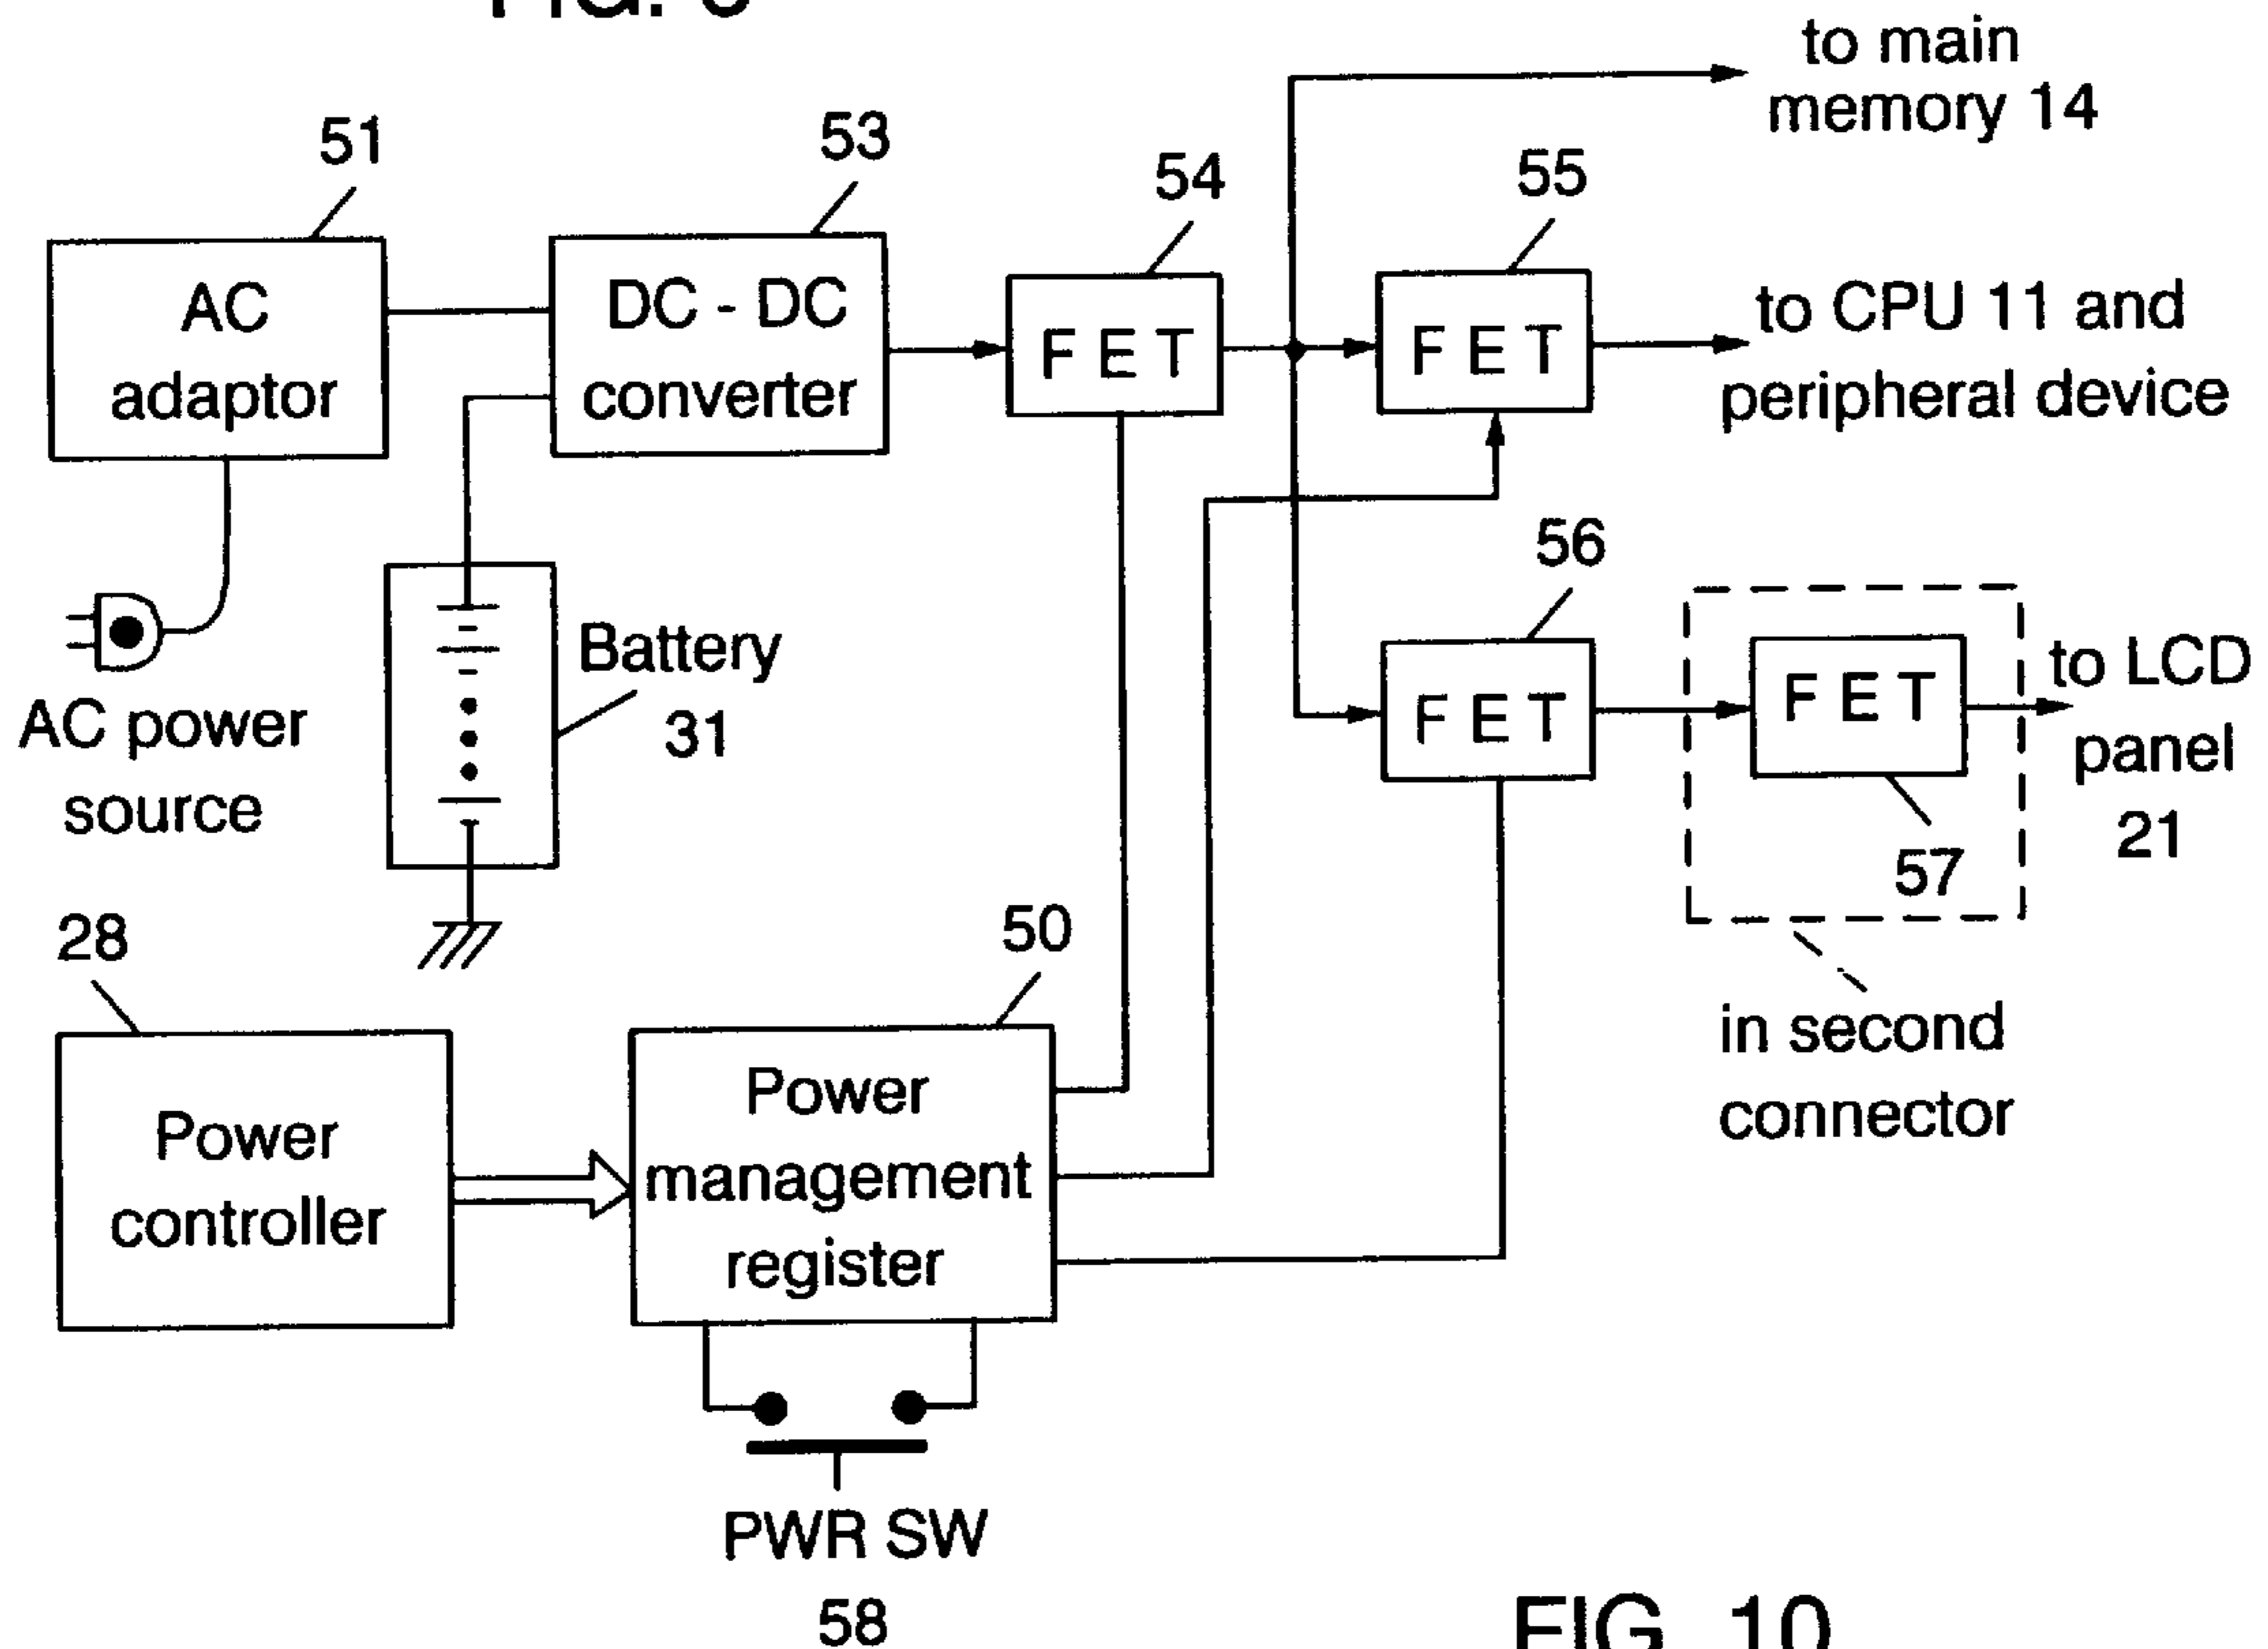 to main
memory 14
51
53
54
55
AC
adaptor
DC - DC
converter
FET
FET
to CPU 11 and
peripheral device
56
Battery
31
FET
FET
to LCD
panel
21
AC power
source
57
28
50
in second
connector
Power
controller
Power
management
register
PWR SW
58